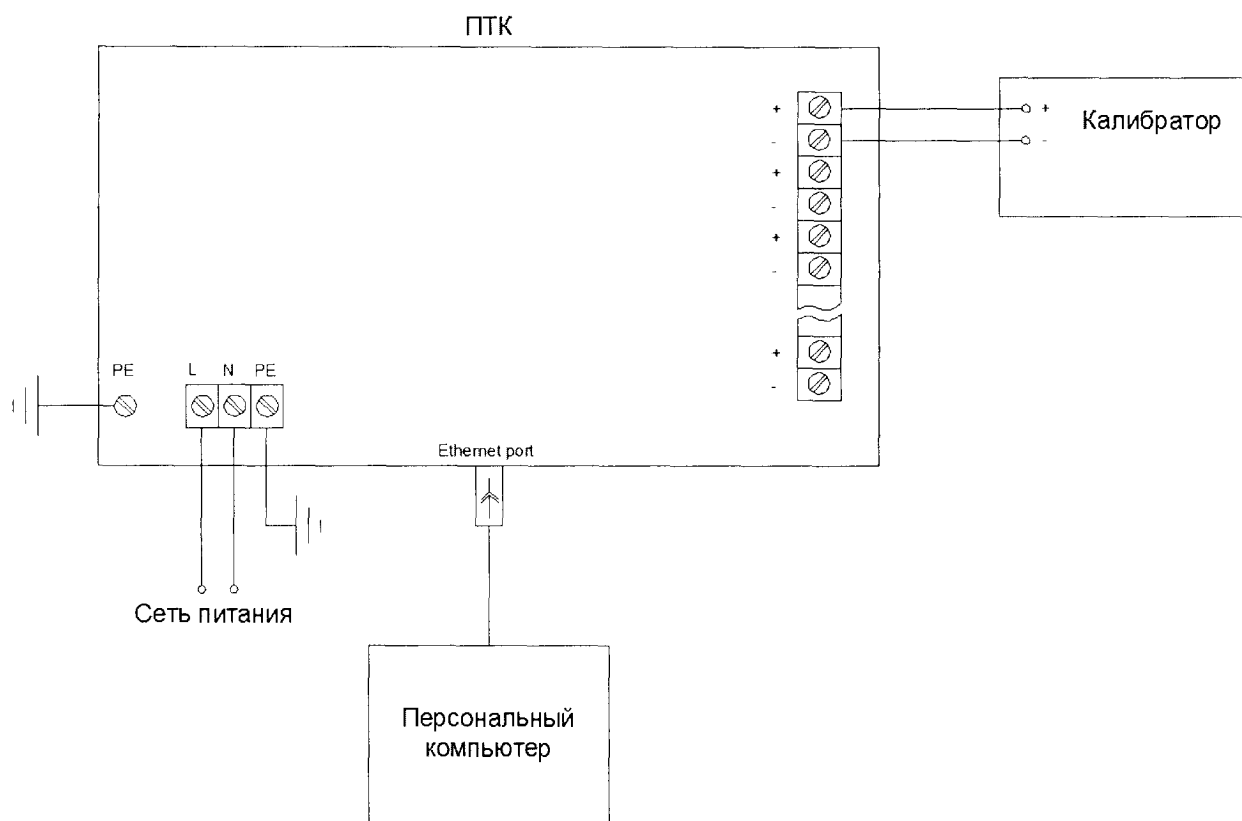 ПТК
+
+
Калибратор
-
-
+
-
+
-
+
-
PE
L N PE
Ethernet port
Сеть питания
Персональный
компьютер